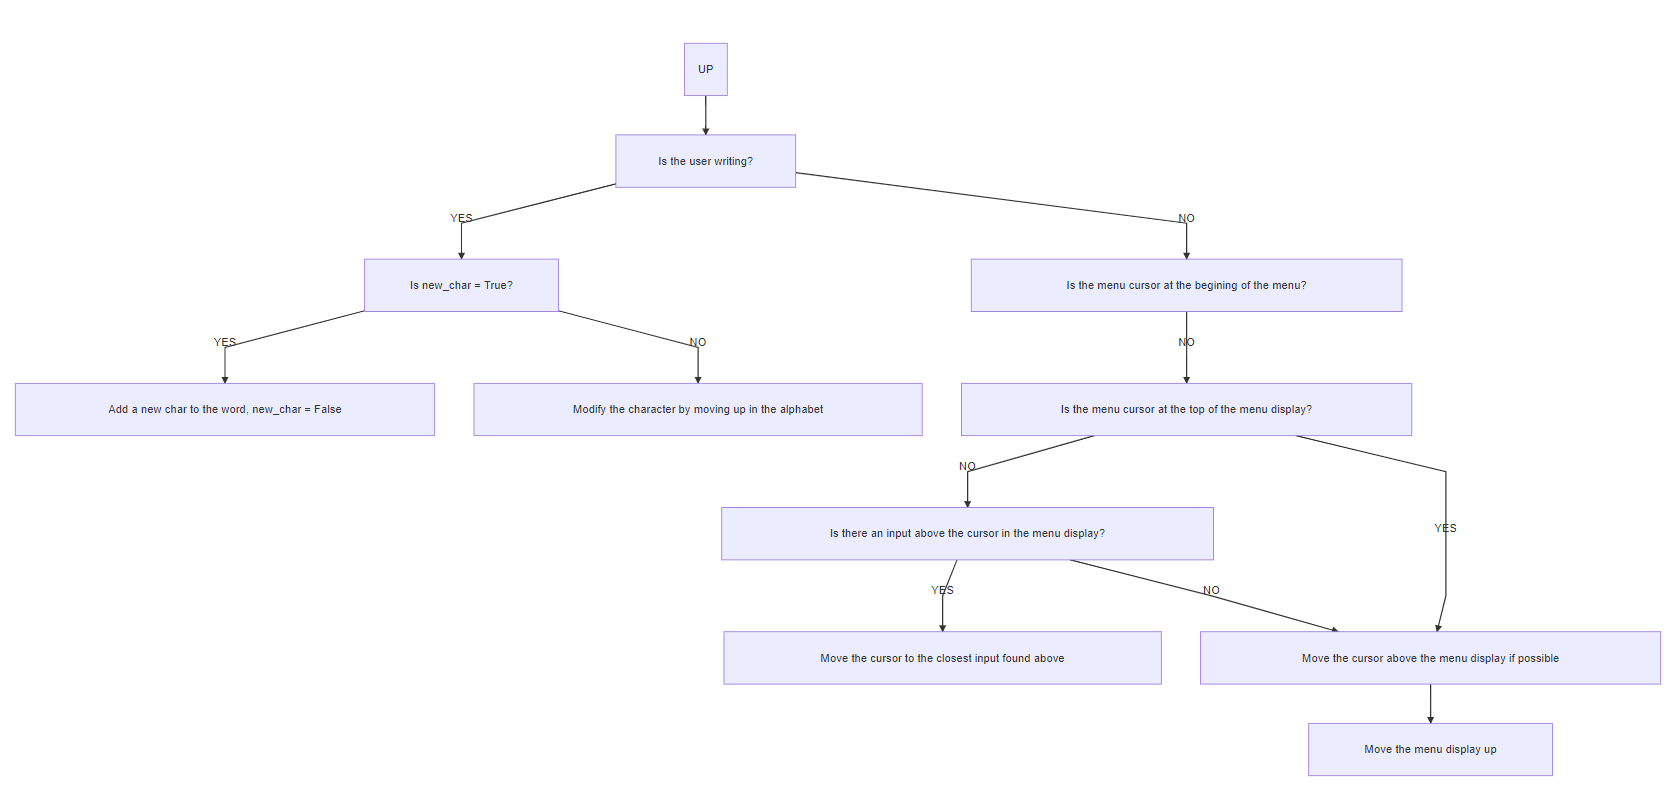 UP
Is the user writing?
YES
NO
Is new_char = True?
Is the menu cursor at the begining of the menu?
YES
NO
NO
Add a new char to the word, new_char = False
Modify the character by moving up in the alphabet
Is the menu cursor at the top of the menu display?
NO
Is there an input above the cursor in the menu display?
YES
YES
NO
Move the cursor to the closest input found above
Move the cursor above the menu display if possible
Move the menu display up